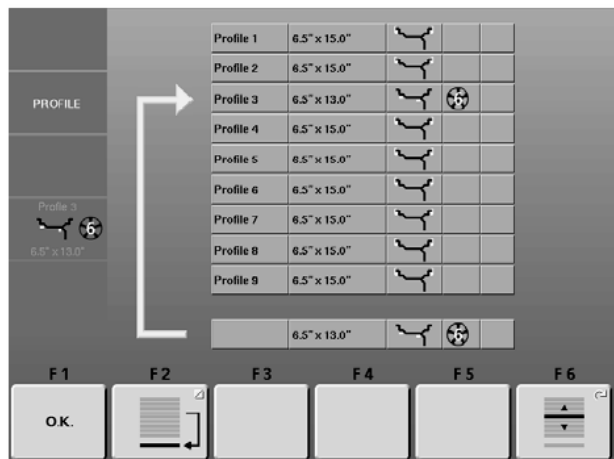 PROFILE
Profile 3
6
6.5" x 13.0"
Profile 1 6.5" x 15.0"
Profile 2 6.5" x 15.0"
Profile 3 6.5" x 13.0" 6
Profile 4 6.5" x 15.0"
Profile 5 6.5" x 15.0"
Profile 6 6.5" x 15.0"
Profile 7 6.5" x 15.0"
Profile 8 6.5" x 15.0"
Profile 9 6.5" x 15.0"
6.5" x 13.0" 6
F1 F2 F3 F4 F5 F6
O.K.